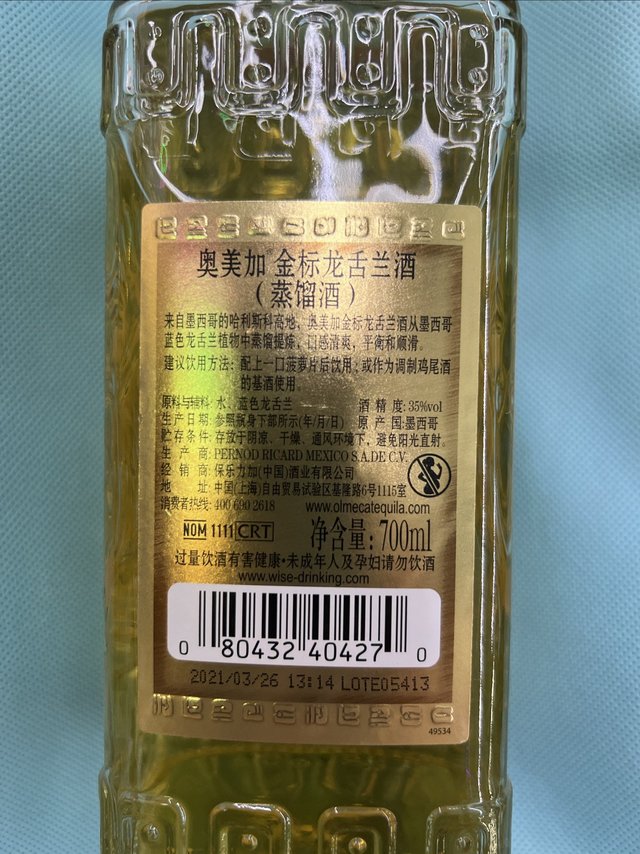 奥美加 金标龙舌兰酒
（蒸馏酒）
来自墨西哥的哈利斯科高地，奥美加金标龙舌兰酒从墨西哥
蓝色龙舌兰植物中蒸馏提炼，口感清爽，平衡和顺滑。
建议饮用方法：配上一口菠萝片后饮用；或作为调制鸡尾酒
的基酒使用。
原料与辅料：水、蓝色龙舌兰 酒精度：35%vol
生产日期：参照瓶身下部所示(年/月/日) 原产国：墨西哥
贮存条件：存放于阴凉、干燥、通风环境下，避免阳光直射。
生产商：PERNOD RICARD MEXICO S.A.DE C.V.
经销商：保乐力加(中国)酒业有限公司
地址：中国(上海)自由贸易试验区基隆路6号1115室
消费者热线：400 690 2618 www.olmecatequila.com
NOM 1111 CRT 净含量：700ml
过量饮酒有害健康·未成年人及孕妇请勿饮酒
www.wise-drinking.com
0 80432 40427 0
2021/03/26 13:14 LOTE05413
49534